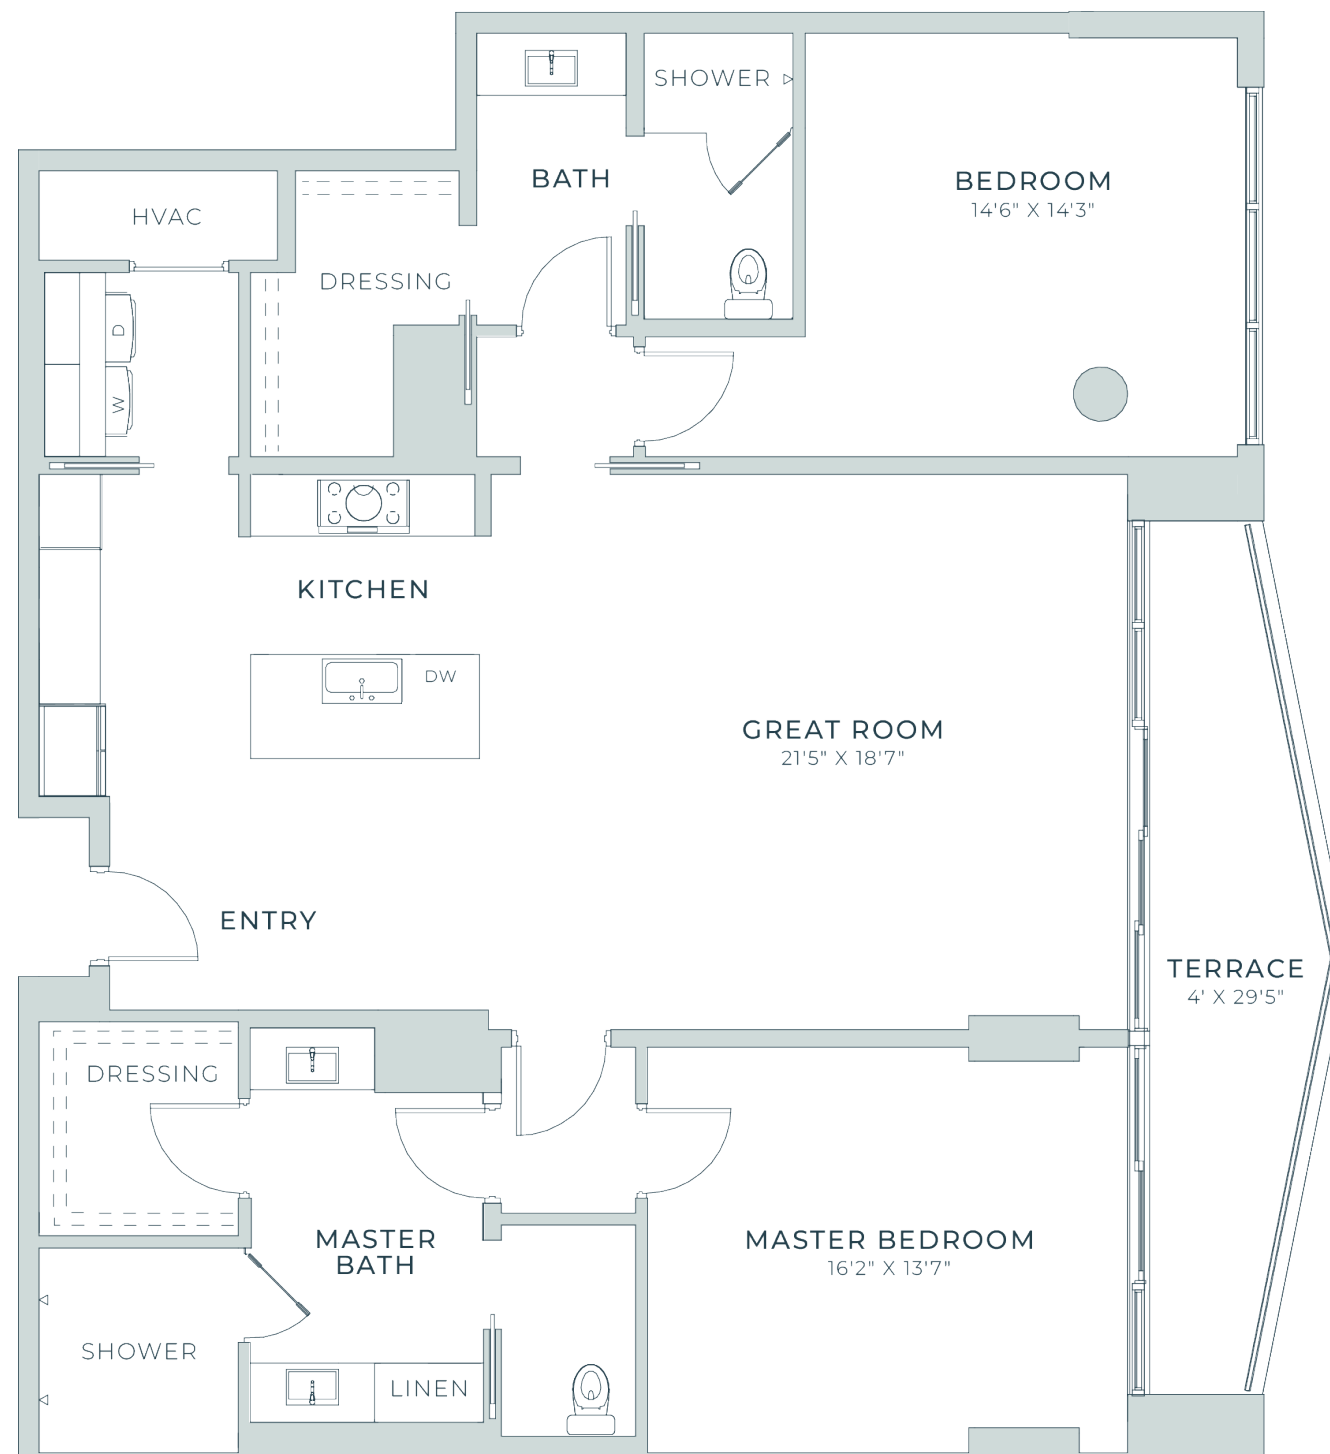 SHOWER
BATH
BEDROOM
14'6" X 14'3"
HVAC
DRESSING
D
W
KITCHEN
DW
GREAT ROOM
21'5" X 18'7"
ENTRY
TERRACE
4' X 29'5"
DRESSING
MASTER
BATH
MASTER BEDROOM
16'2" X 13'7"
SHOWER
LINEN